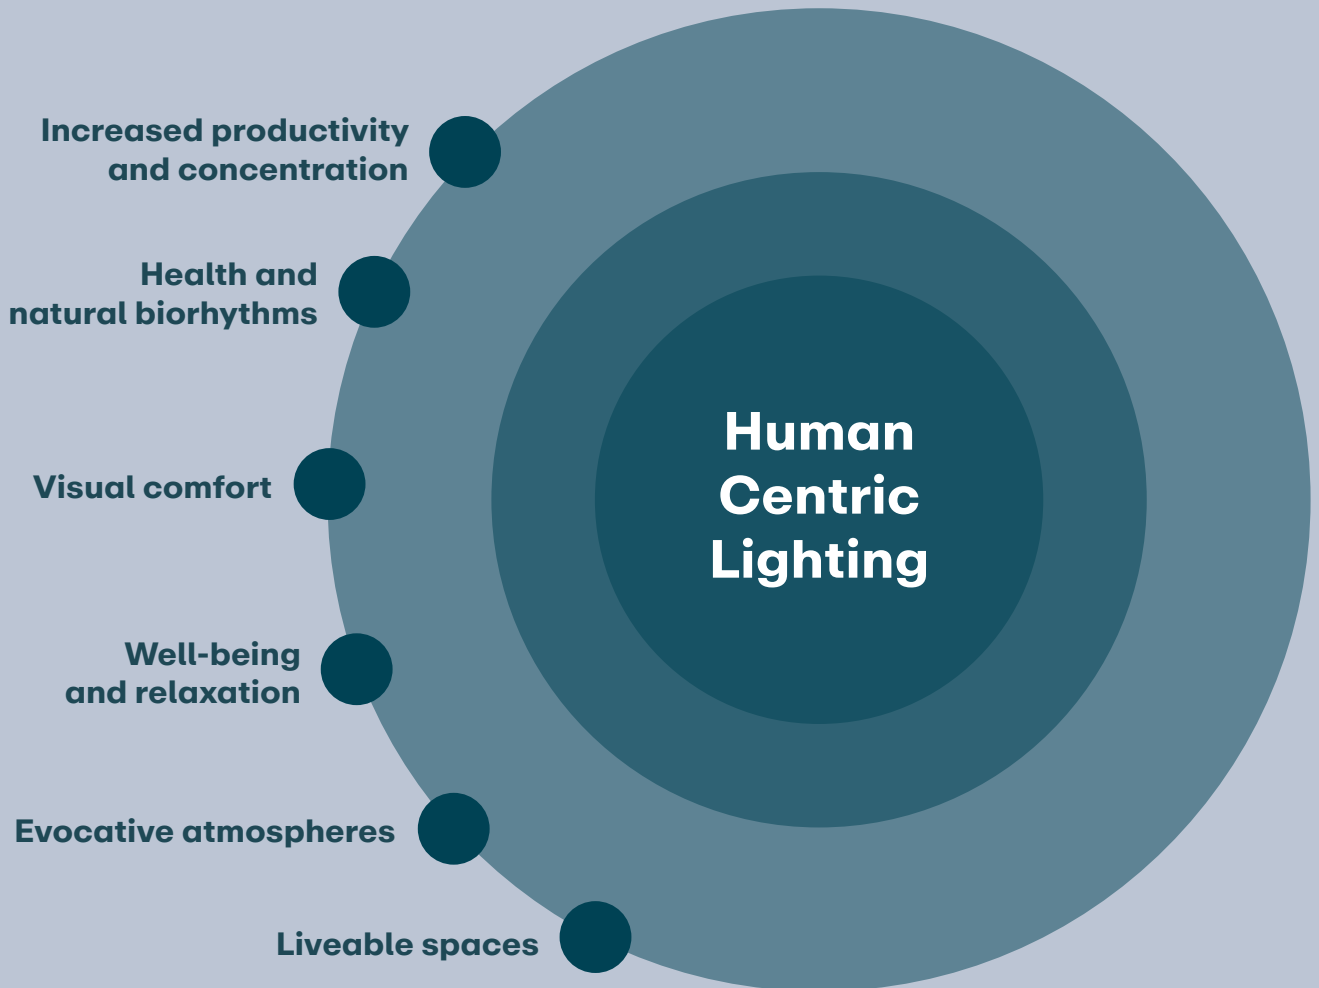 Increased productivity
and concentration
Health and
natural biorhythms
Visual comfort
Well-being
and relaxation
Evocative atmospheres
Liveable spaces
Human
Centric
Lighting